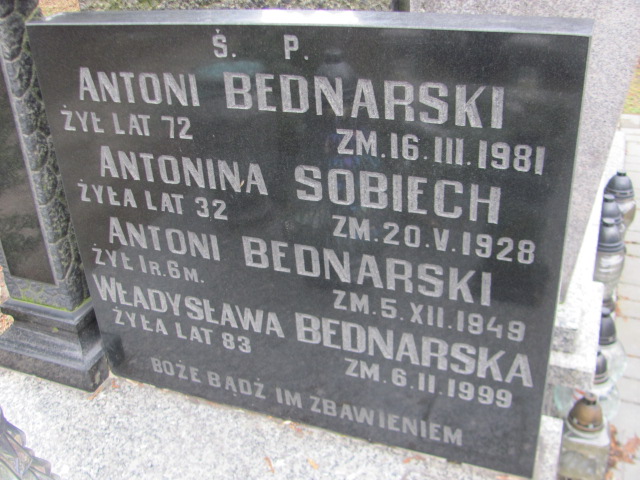 Ś. P.
ANTONI BEDNARSKI
ŻYŁ LAT 72 ZM. 16. III. 1981
ANTONINA SOBIECH
ŻYŁA LAT 32 ZM. 20. V. 1928
ANTONI BEDNARSKI
ŻYŁ 1 R. 6 M. ZM. 5. XII. 1949
WŁADYSŁAWA BEDNARSKA
ŻYŁA LAT 83 ZM. 6. II. 1999
BOŻE BĄDŹ IM ZBAWIENIEM